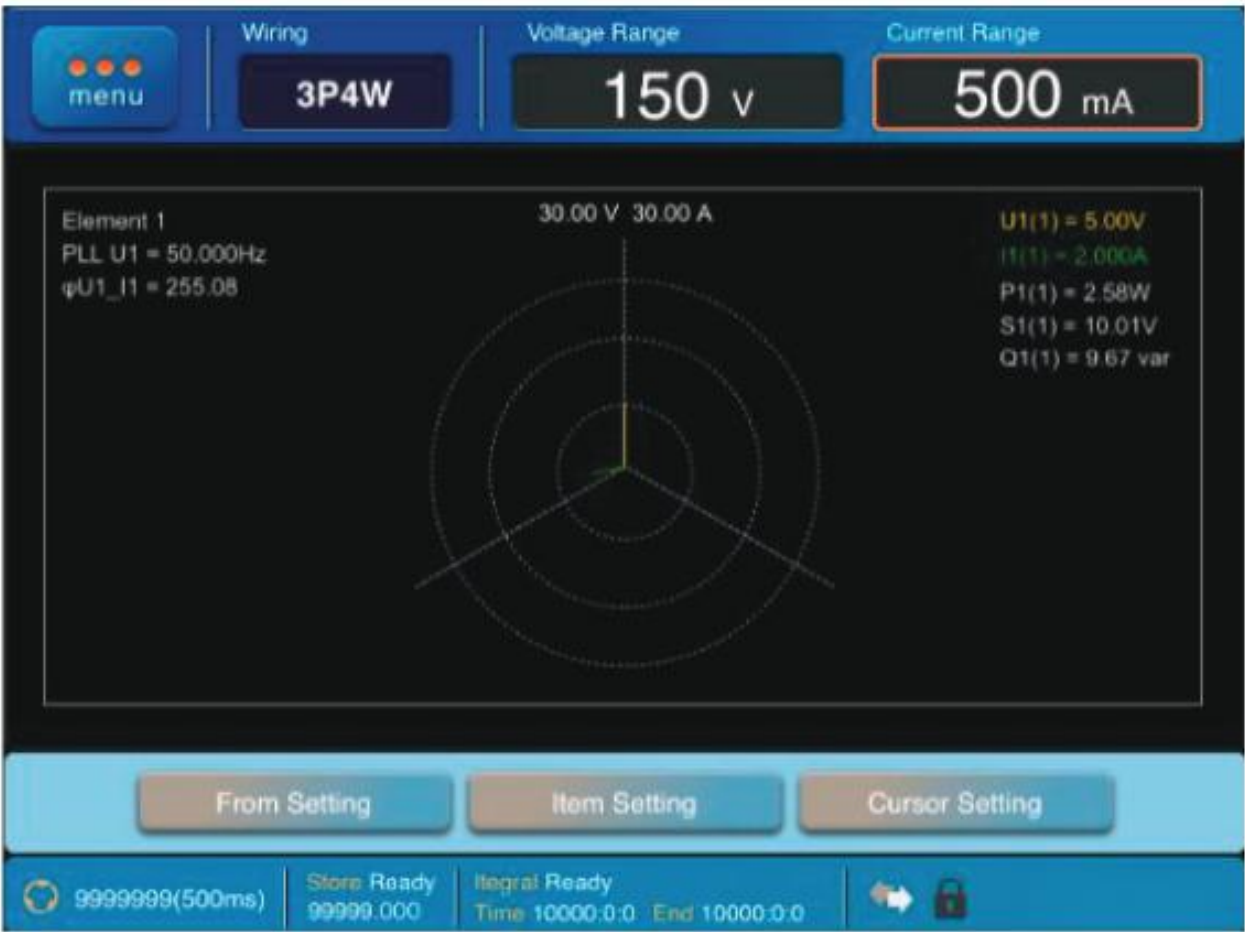 menu
Wiring
3P4W
Voltage Range
150 V
Current Range
500 mA
Element 1
PLL U1 = 50.000Hz
φU1_I1 = 255.08
30.00 V 30.00 A
U1(1) = 5.00V
I1(1) = 2.000A
P1(1) = 2.58W
S1(1) = 10.01V
Q1(1) = 9.67 var
From Setting
Item Setting
Cursor Setting
9999999(500ms)
Store Ready
99999.000
Itegral Ready
Time 10000:0:0 End 10000:0:0